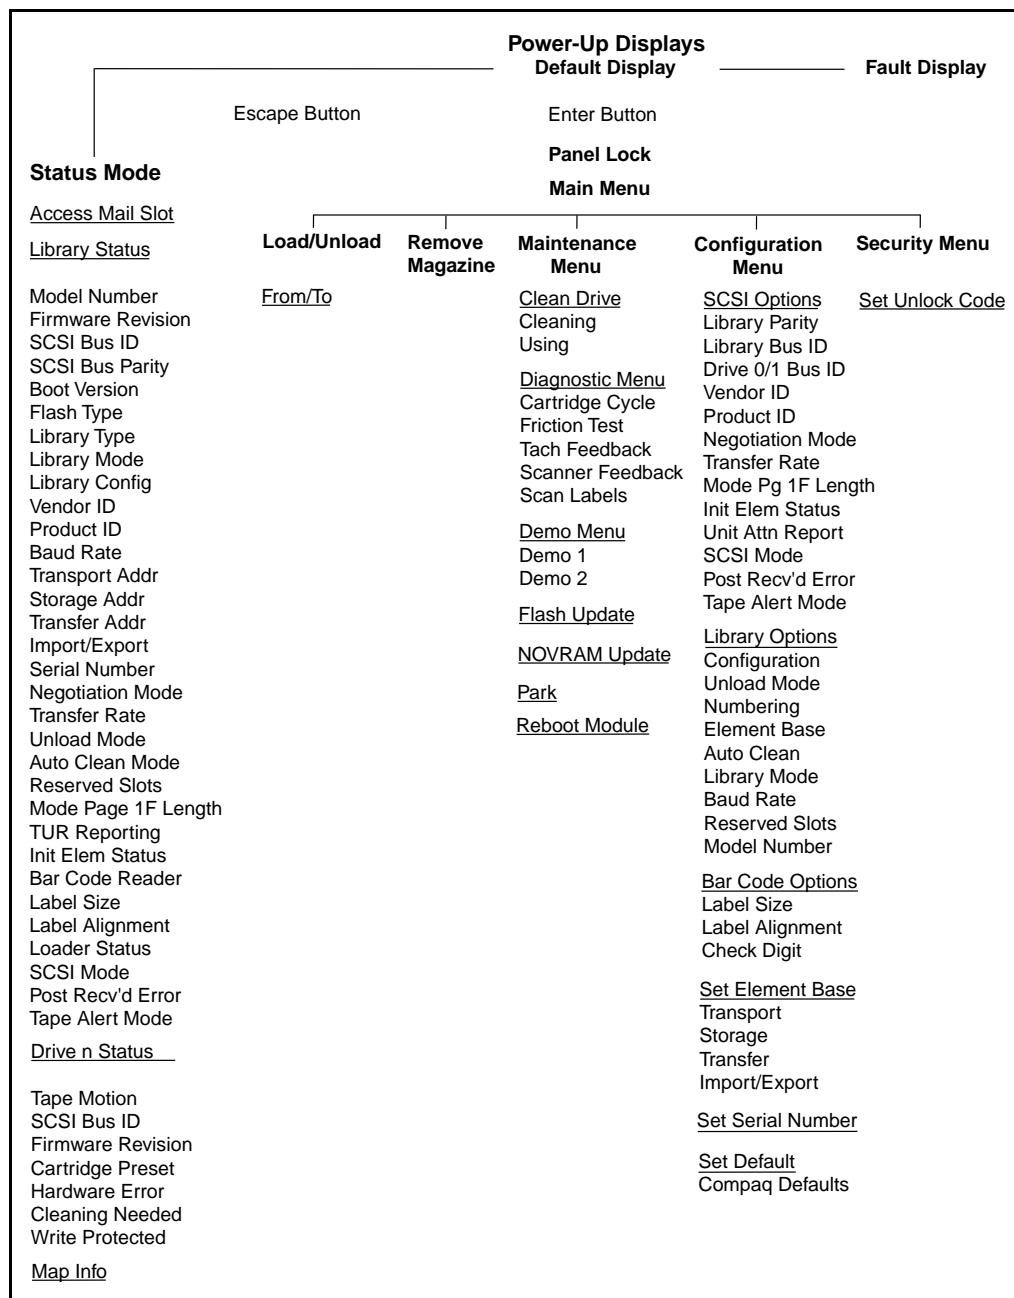 Power-Up Displays
Default Display
Fault Display
Escape Button
Enter Button
Panel Lock
Main Menu
Status Mode
Access Mail Slot
Library Status
Model Number
Firmware Revision
SCSI Bus ID
SCSI Bus Parity
Boot Version
Flash Type
Library Type
Library Mode
Library Config
Vendor ID
Product ID
Baud Rate
Transport Addr
Storage Addr
Transfer Addr
Import/Export
Serial Number
Negotiation Mode
Transfer Rate
Unload Mode
Auto Clean Mode
Reserved Slots
Mode Page 1F Length
TUR Reporting
Init Elem Status
Bar Code Reader
Label Size
Label Alignment
Loader Status
SCSI Mode
Post Recv'd Error
Tape Alert Mode
Drive n Status
Tape Motion
SCSI Bus ID
Firmware Revision
Cartridge Preset
Hardware Error
Cleaning Needed
Write Protected
Map Info
Load/Unload
From/To
Remove
Magazine
Maintenance
Menu
Clean Drive
Cleaning
Using
Diagnostic Menu
Cartridge Cycle
Friction Test
Tach Feedback
Scanner Feedback
Scan Labels
Demo Menu
Demo 1
Demo 2
Flash Update
NOVRAM Update
Park
Reboot Module
Configuration
Menu
SCSI Options
Library Parity
Library Bus ID
Drive 0/1 Bus ID
Vendor ID
Product ID
Negotiation Mode
Transfer Rate
Mode Pg 1F Length
Init Elem Status
Unit Attn Report
SCSI Mode
Post Recv'd Error
Tape Alert Mode
Library Options
Configuration
Unload Mode
Numbering
Element Base
Auto Clean
Library Mode
Baud Rate
Reserved Slots
Model Number
Bar Code Options
Label Size
Label Alignment
Check Digit
Set Element Base
Transport
Storage
Transfer
Import/Export
Set Serial Number
Set Default
Compaq Defaults
Security Menu
Set Unlock Code